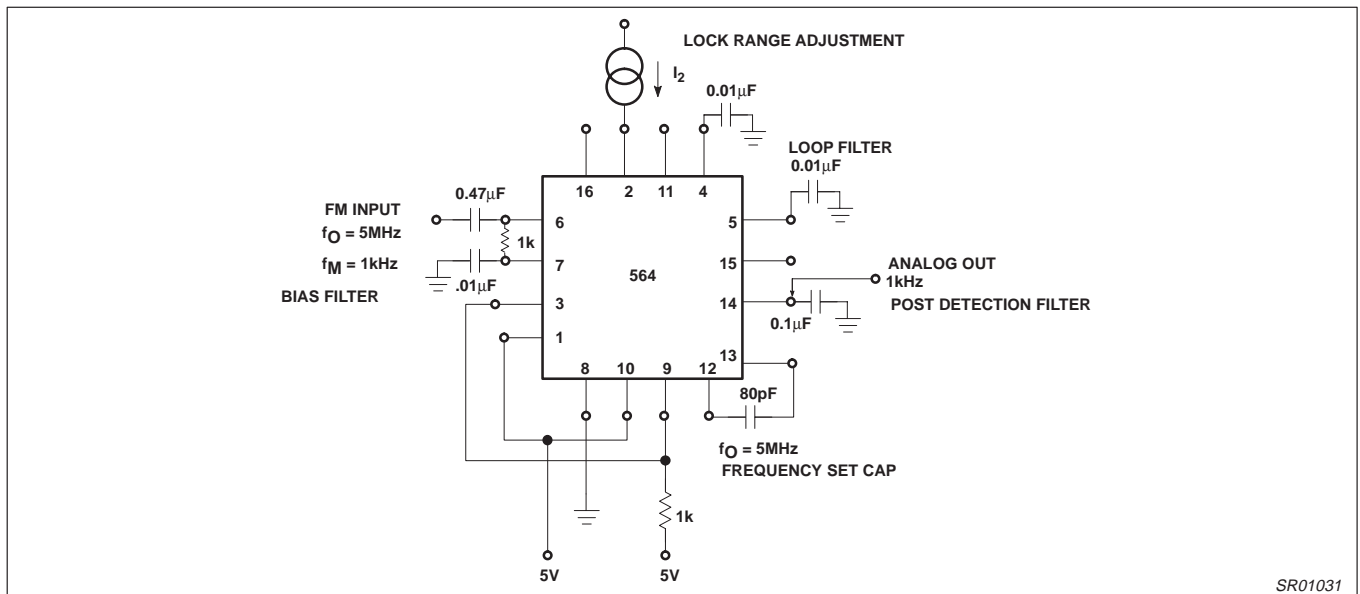 LOCK RANGE ADJUSTMENT
I2
0.01μF
LOOP FILTER
0.01μF
16
2
11
4
0.47μF
FM INPUT
fO = 5MHz
1k
6
5
fM = 1kHz
7
564
15
ANALOG OUT
1kHz
.01μF
BIAS FILTER
3
14
POST DETECTION FILTER
0.1μF
1
13
8
10
9
12
80pF
fO = 5MHz
FREQUENCY SET CAP
1k
5V
5V
SR01031